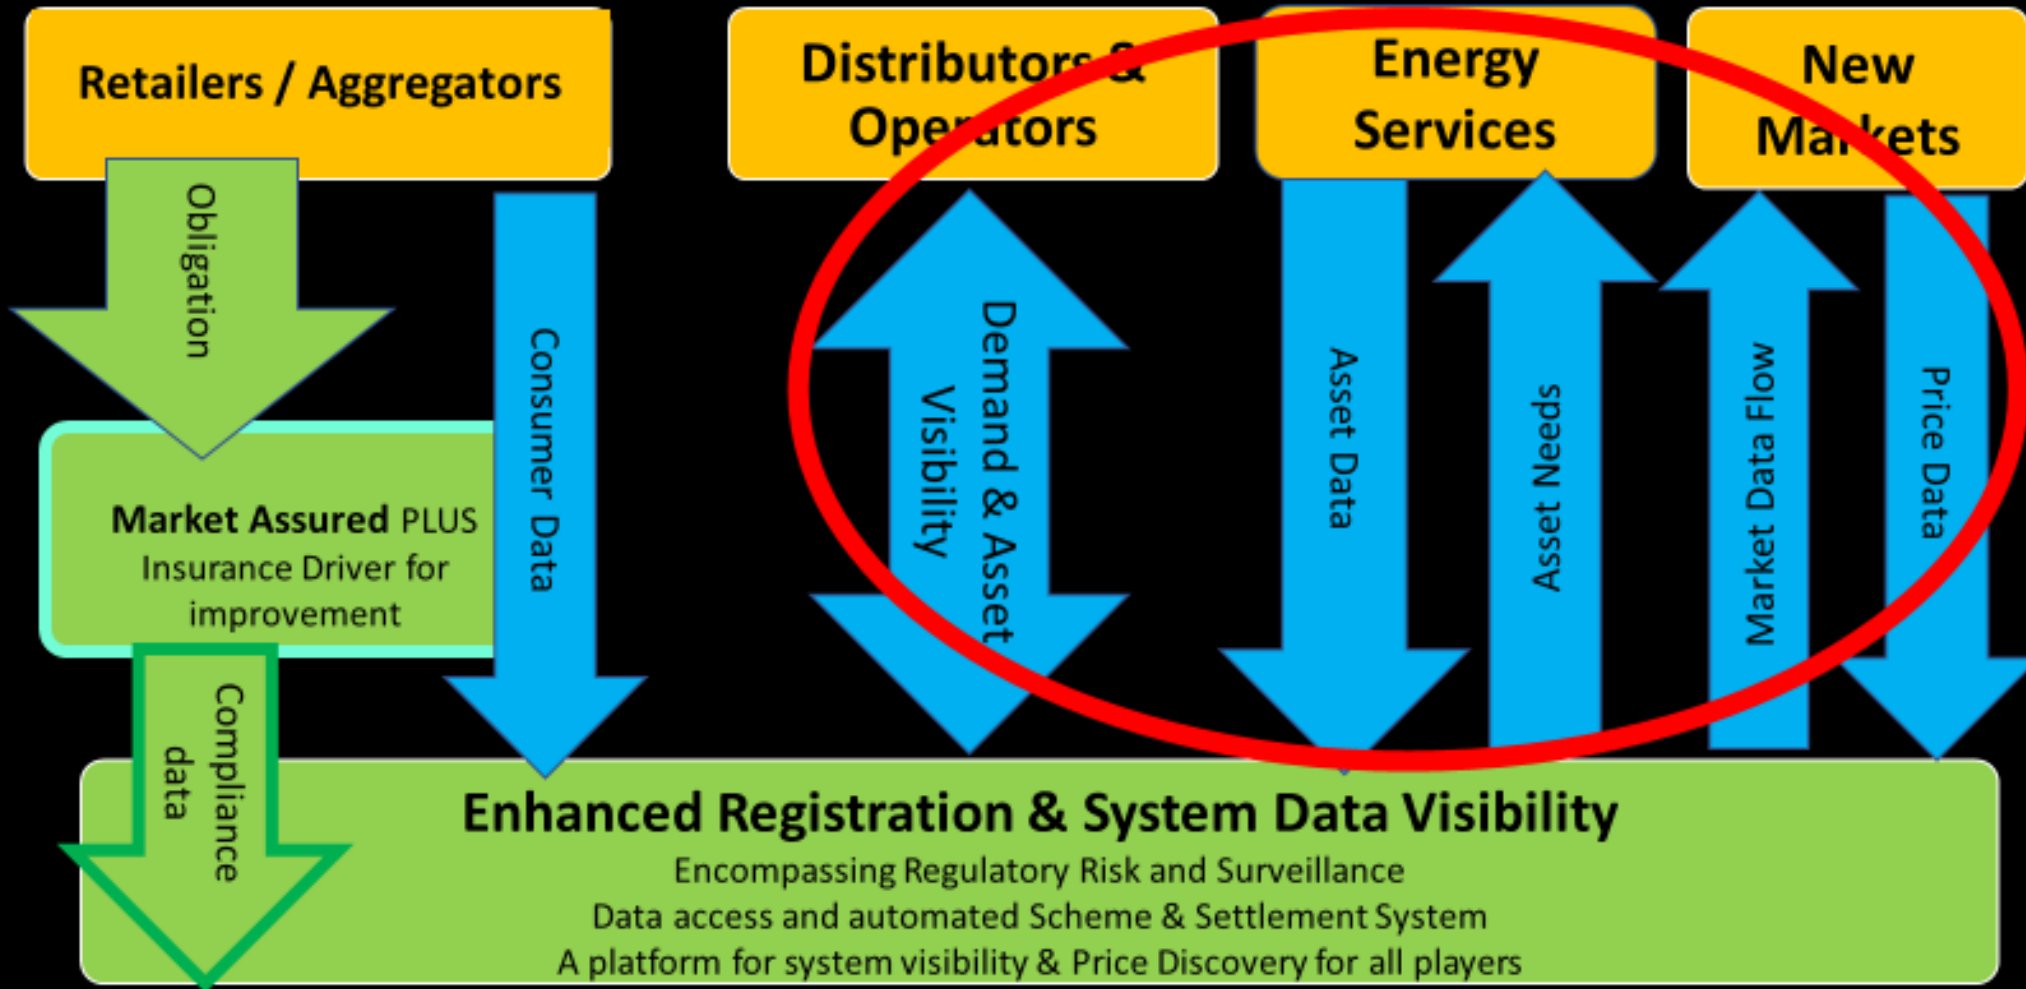 Retailers / Aggregators
Distributors &
Operators
Energy
Services
New
Markets
Obligation
Consumer Data
Demand & Asset
Visibility
Asset Data
Asset Needs
Market Data Flow
Price Data
Market Assured PLUS
Insurance Driver for
improvement
Compliance
data
Enhanced Registration & System Data Visibility
Encompassing Regulatory Risk and Surveillance
Data access and automated Scheme & Settlement System
A platform for system visibility & Price Discovery for all players